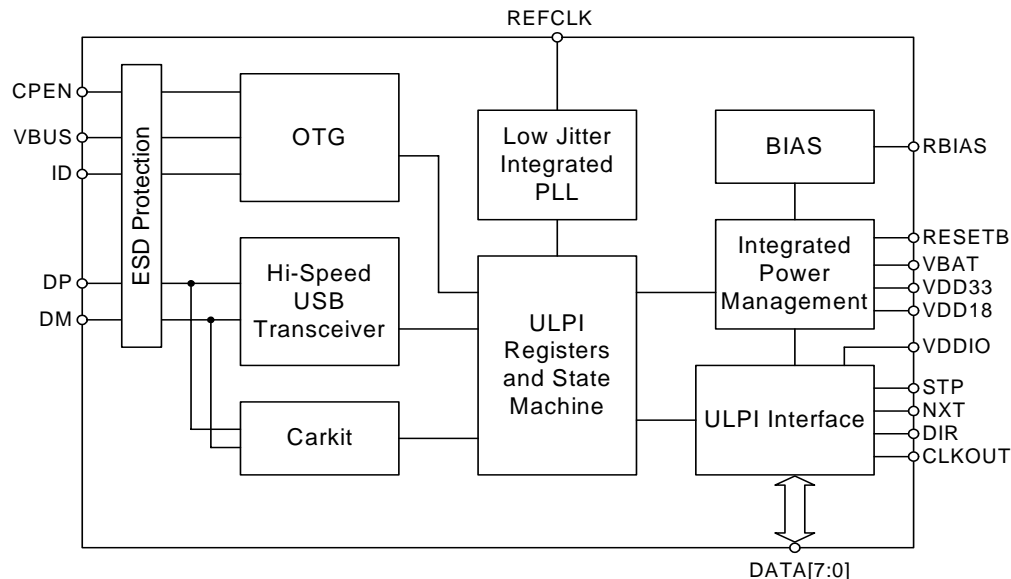 REFCLK
CPEN
VBUS
ID
DP
DM
ESD Protection
OTG
Hi-Speed
USB
Transceiver
Carkit
Low Jitter
Integrated
PLL
ULPI
Registers
and State
Machine
BIAS
Integrated
Power
Management
ULPI Interface
RBIAS
RESETB
VBAT
VDD33
VDD18
VDDIO
STP
NXT
DIR
CLKOUT
DATA[7:0]